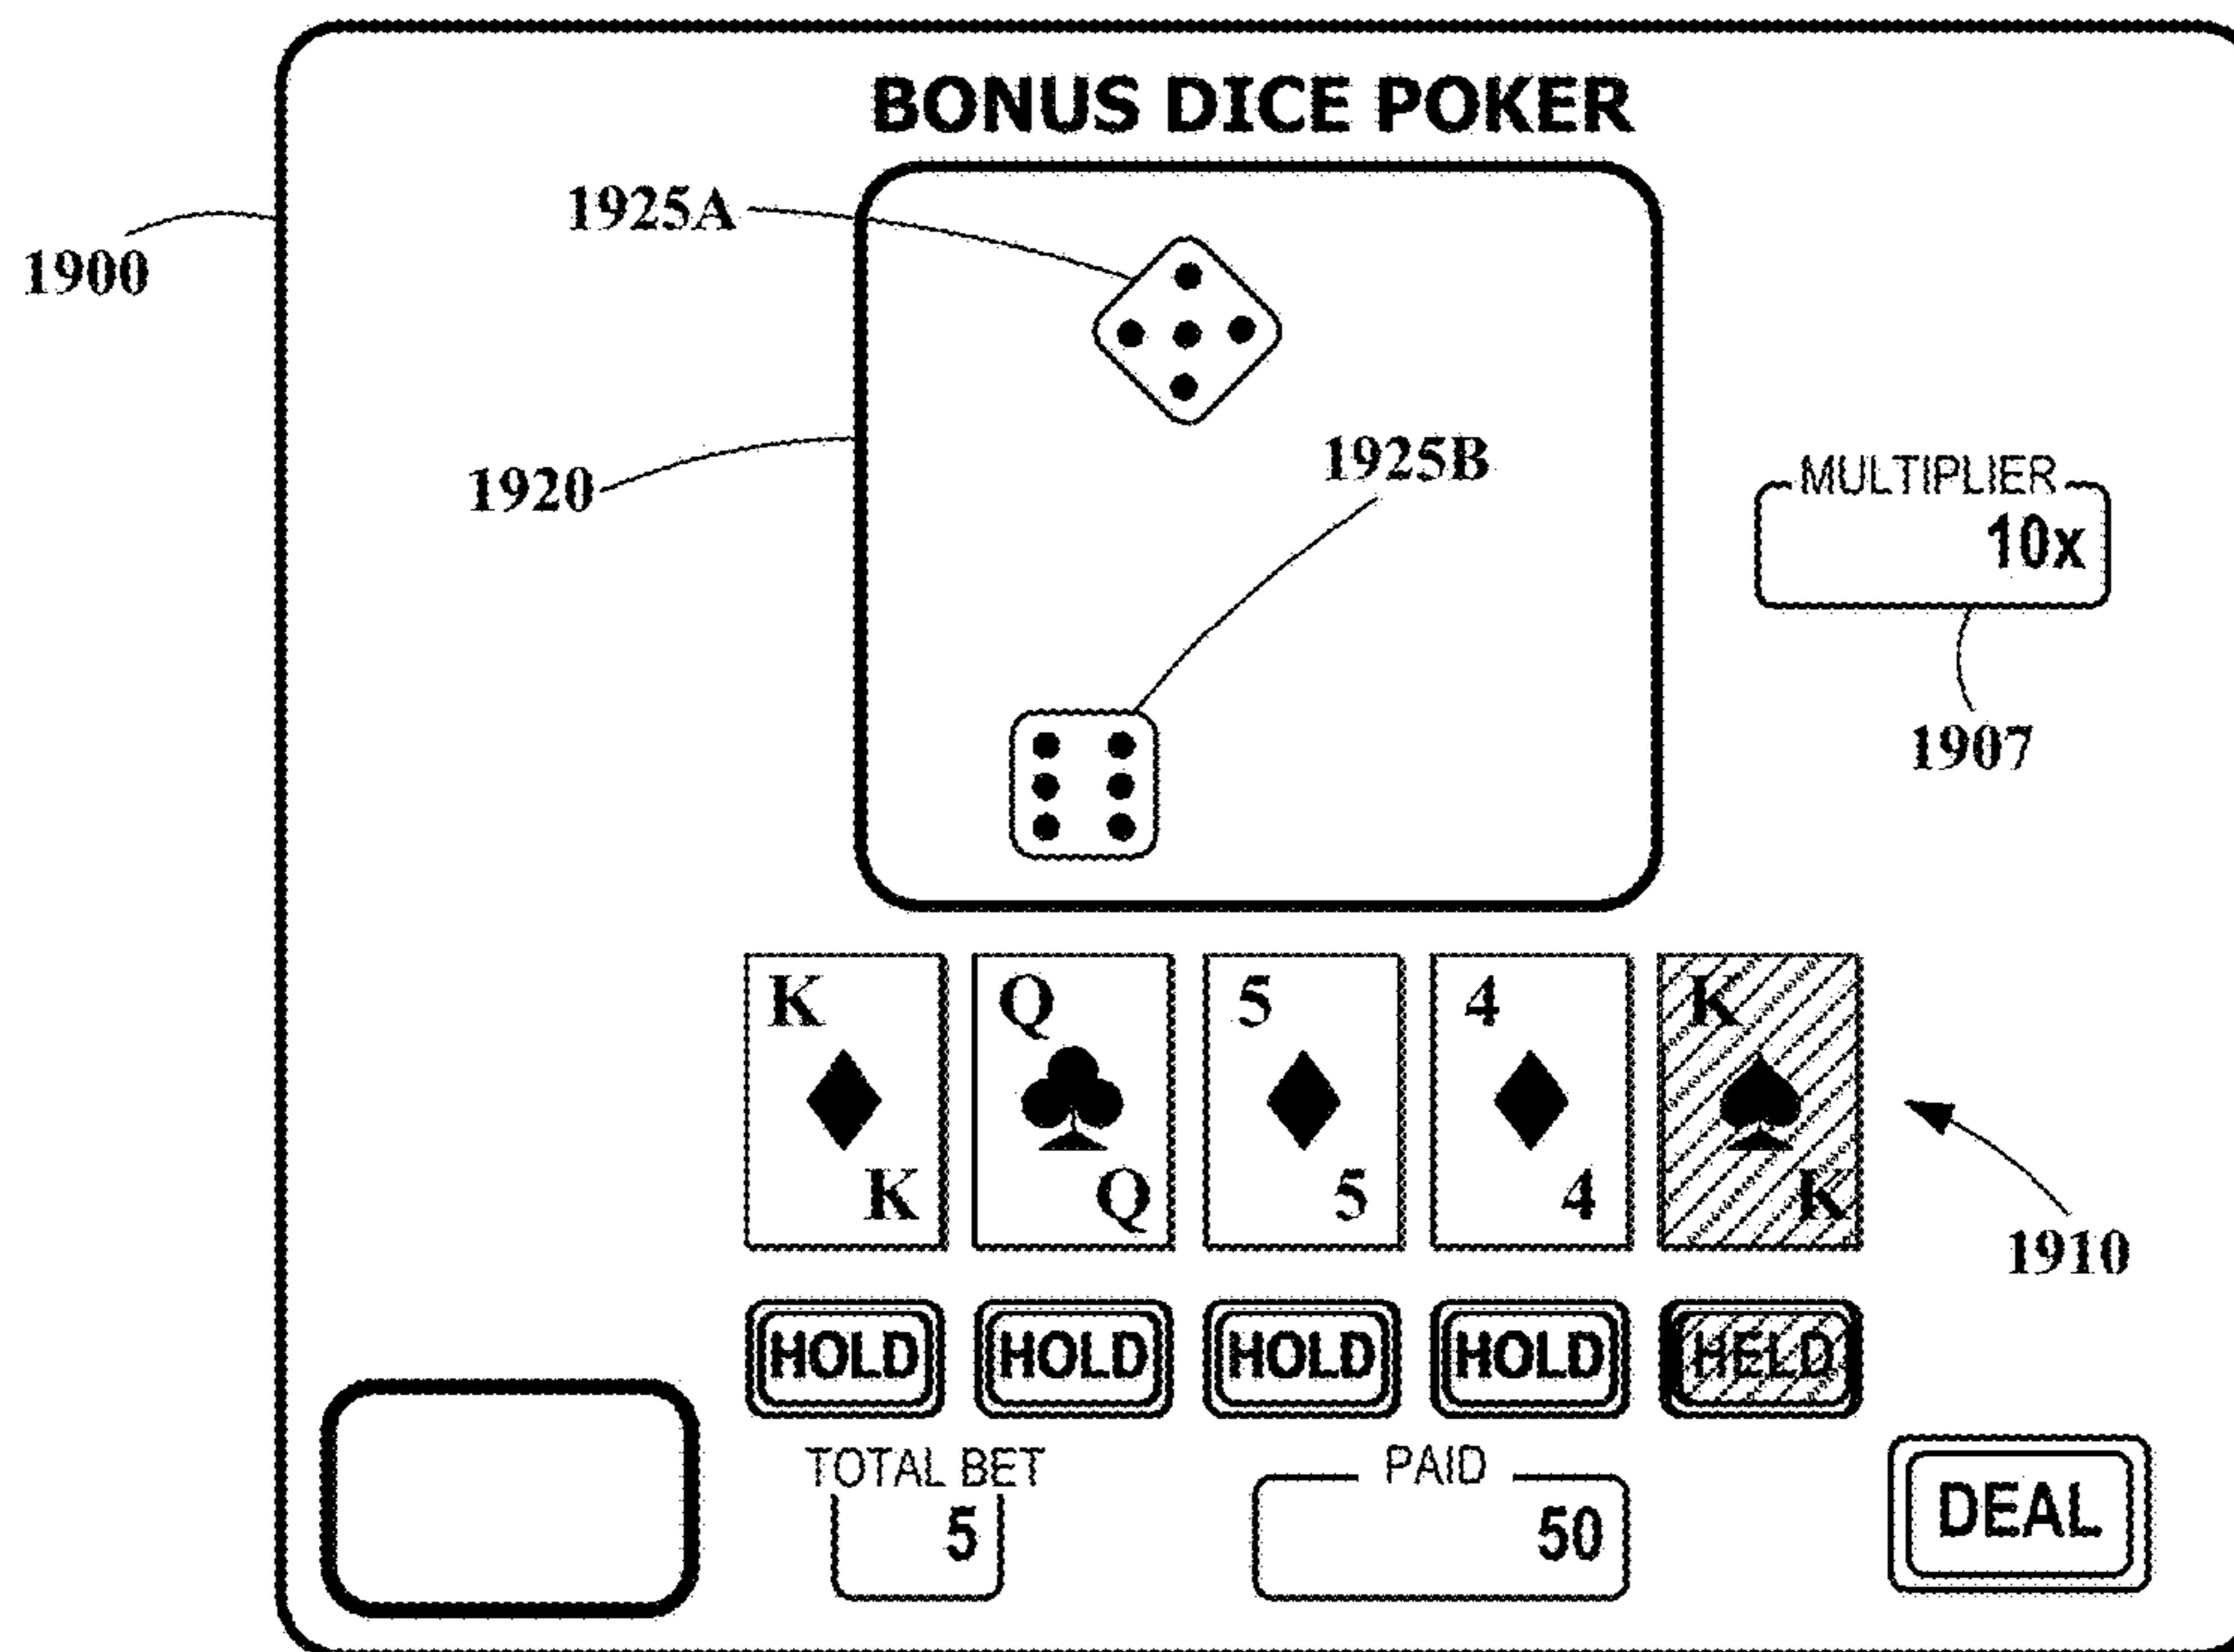 BONUS DICE POKER
1925A
1900
1920
1925B
MULTIPLIER
10x
1907
K Q 5 4 K
K Q 5 4 K
1910
HOLD HOLD HOLD HOLD HELD
TOTAL BET PAID
5 50
DEAL